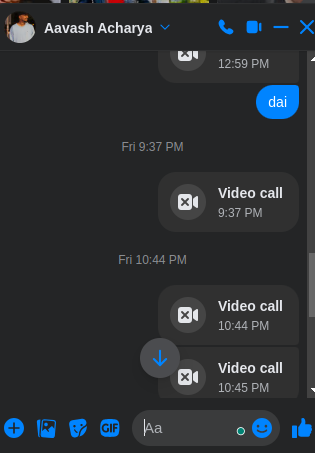 Aavash Acharya
12:59 PM
dai
Fri 9:37 PM
Video call
9:37 PM
Fri 10:44 PM
Video call
10:44 PM
Video call
10:45 PM
GIF
Aa